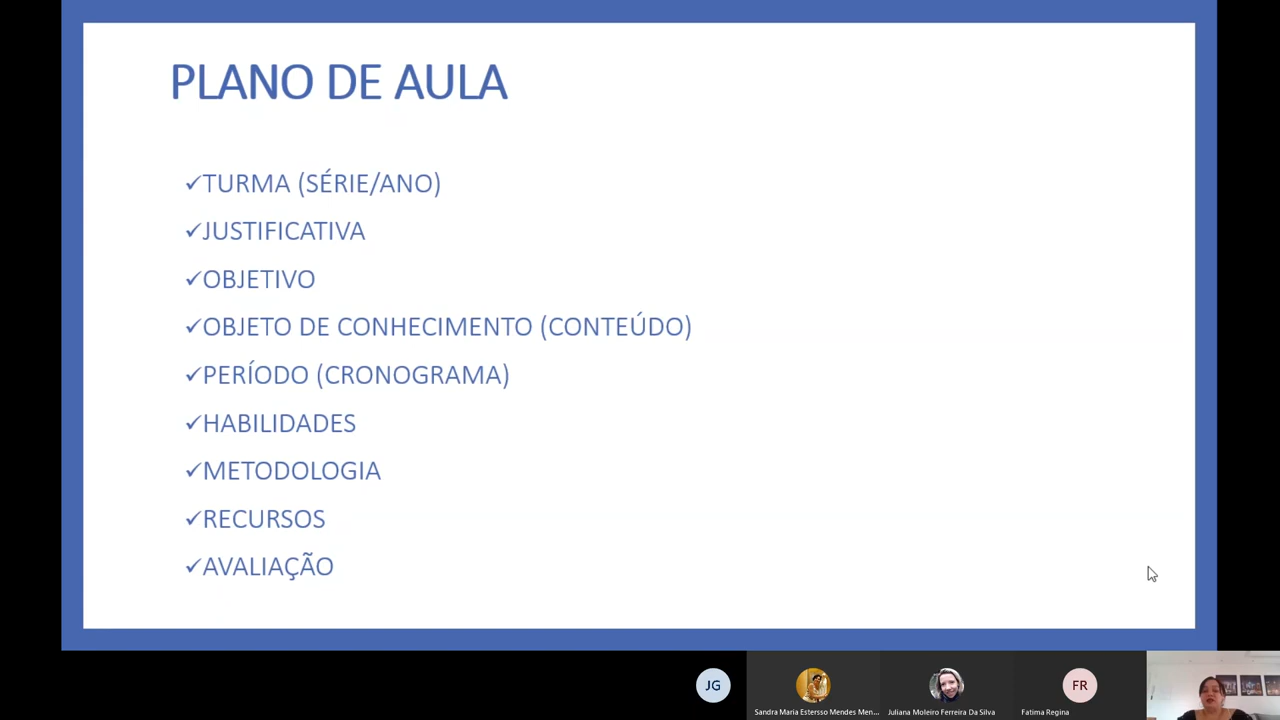 PLANO DE AULA
✓TURMA (SÉRIE/ANO)
✓JUSTIFICATIVA
✓OBJETIVO
✓OBJETO DE CONHECIMENTO (CONTEÚDO)
✓PERÍODO (CRONOGRAMA)
✓HABILIDADES
✓METODOLOGIA
✓RECURSOS
✓AVALIAÇÃO
JG
FR
Sandra Maria Estersso Mendes Men...
Juliana Moleiro Ferreira Da Silva
Fatima Regina